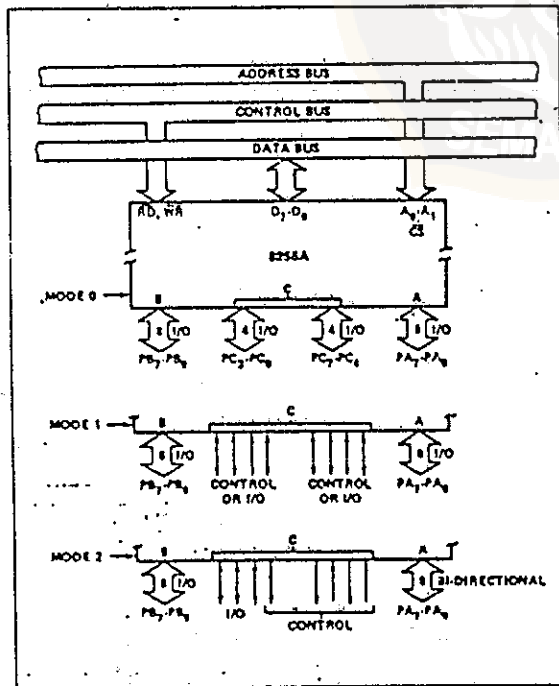 ADDRESS BUS
CONTROL BUS
DATA BUS
RD, WR D7-D0 A0-A1
CS
8255A
MODE 0 B C A
8 I/O 4 I/O 4 I/O 8 I/O
PB7-PB0 PC3-PC0 PC7-PC4 PA7-PA0
MODE 1 B C A
8 I/O CONTROL OR I/O CONTROL OR I/O 8 I/O
PB7-PB0 PA7-PA0
MODE 2 B C A
8 I/O I/O CONTROL 8 BI-DIRECTIONAL
PB7-PB0 PA7-PA0